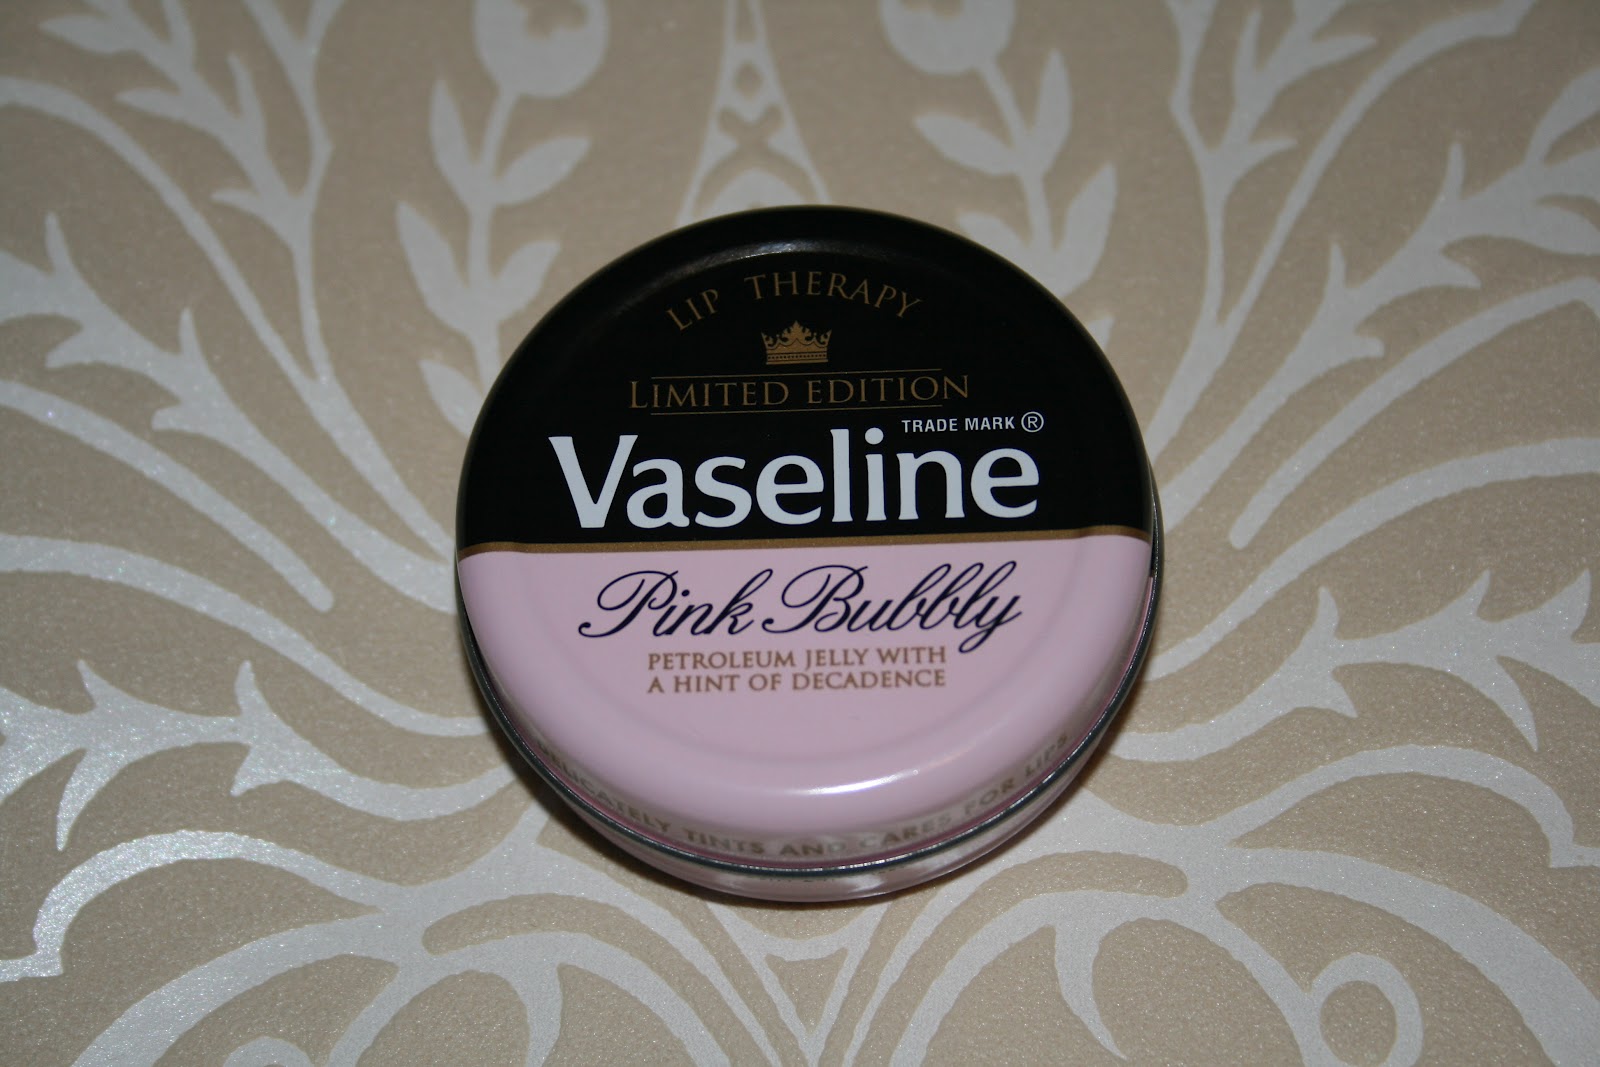 LIP THERAPY
LIMITED EDITION
TRADE MARK ®
Vaseline
Pink Bubbly
PETROLEUM JELLY WITH
A HINT OF DECADENCE
DELICATELY TINTS AND CARES FOR LIPS